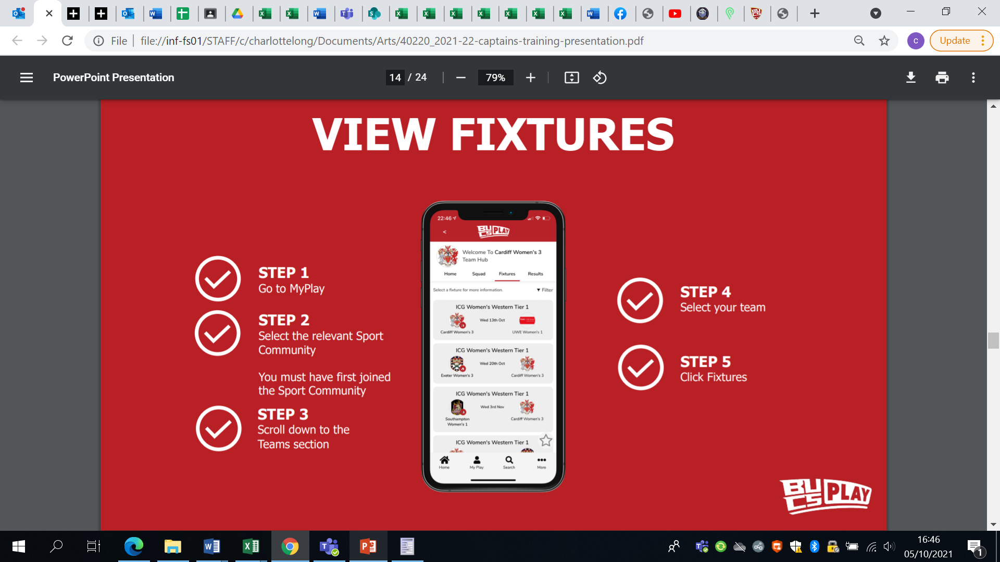 File
file://inf-fs01/STAFF/c/charlottelong/Documents/Arts/40220_2021-22-captains-training-presentation.pdf
c
Update
PowerPoint Presentation
14 / 24
79%
VIEW FIXTURES
STEP 1
Go to MyPlay
STEP 2
Select the relevant Sport
Community
You must have first joined
the Sport Community
STEP 3
Scroll down to the
Teams section
22:46
<
BUCS PLAY
Welcome To Cardiff Women's 3
Team Hub
Home Squad Fixtures Results
Select a fixture for more information. Filter
ICG Women's Western Tier 1
Wed 13th Oct
Cardiff Women's 3 UWE Women's 1
ICG Women's Western Tier 1
Wed 20th Oct
Exeter Women's 3 Cardiff Women's 3
ICG Women's Western Tier 1
Wed 3rd Nov
Southampton
Women's 1
Cardiff Women's 3
ICG Women's Western Tier 1
Home My Play Search More
STEP 4
Select your team
STEP 5
Click Fixtures
BUCS PLAY
16:46
05/10/2021
1